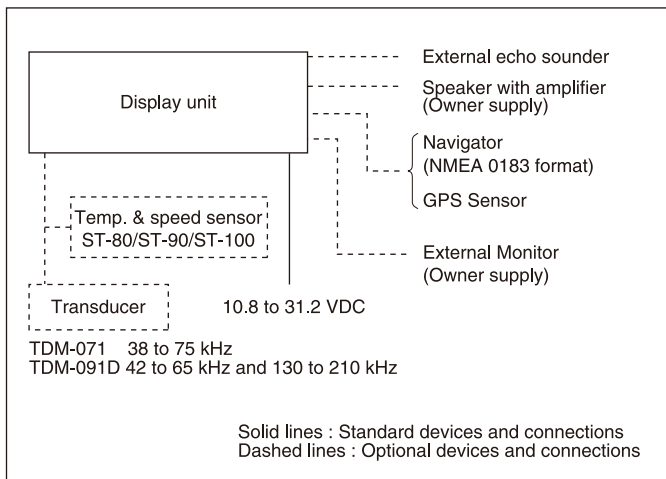 External echo sounder
Display unit
Speaker with amplifier
(Owner supply)
Navigator
(NMEA 0183 format)
GPS Sensor
Temp. & speed sensor
ST-80/ST-90/ST-100
External Monitor
(Owner supply)
Transducer
10.8 to 31.2 VDC
TDM-071 38 to 75 kHz
TDM-091D 42 to 65 kHz and 130 to 210 kHz
Solid lines : Standard devices and connections
Dashed lines : Optional devices and connections